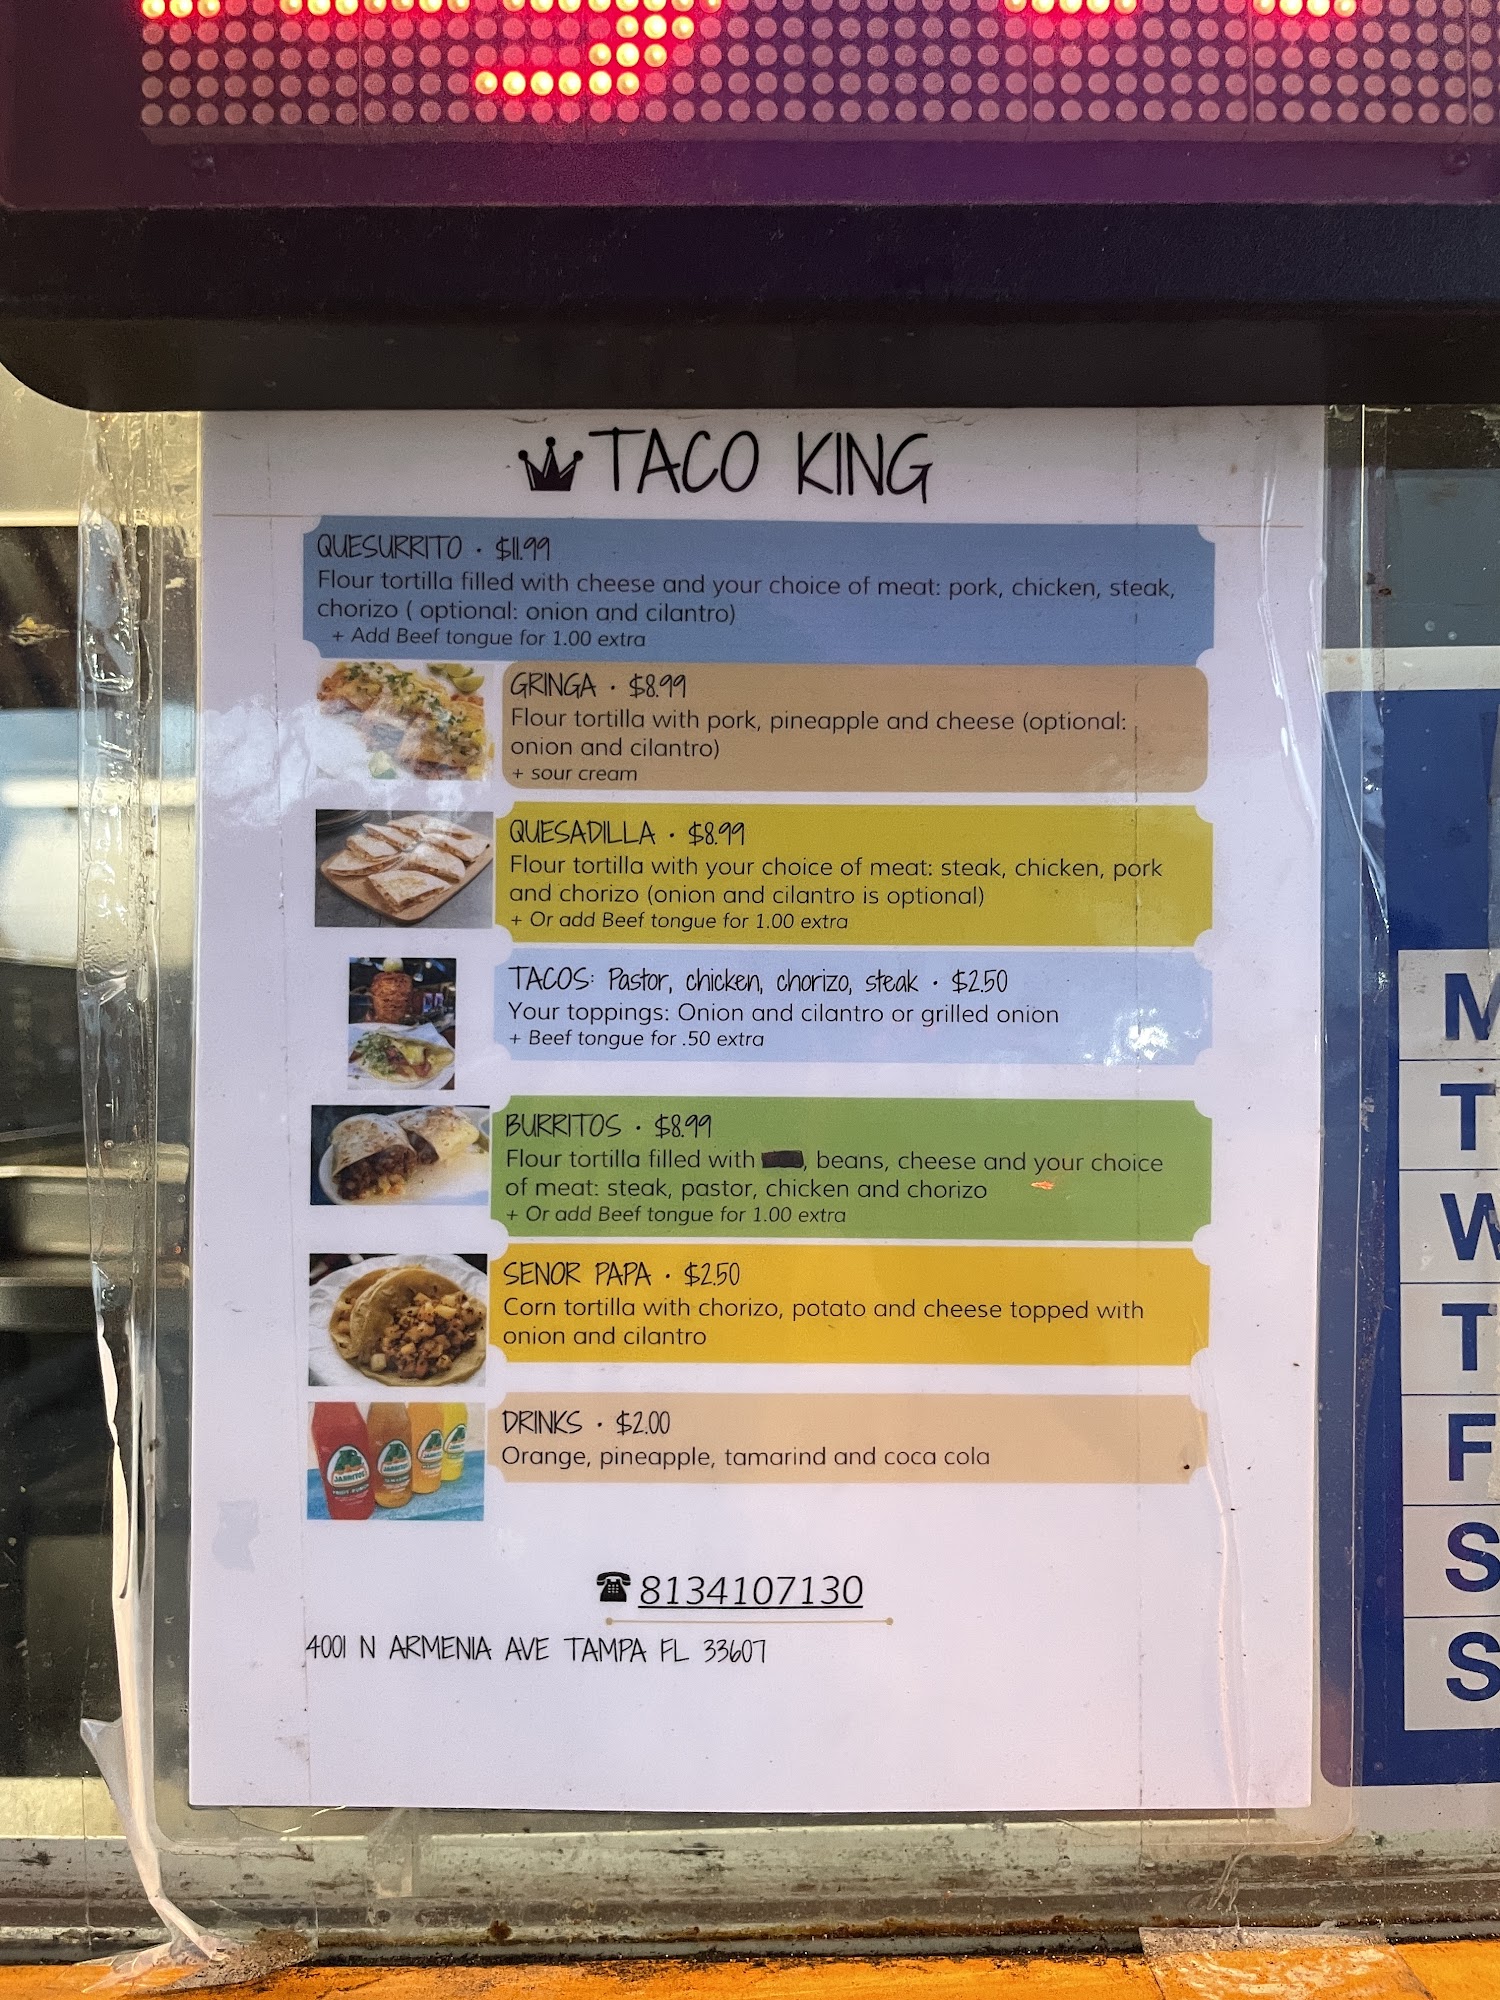 TACO KING
QUESURRITO · $11.99
Flour tortilla filled with cheese and your choice of meat: pork, chicken, steak,
chorizo ( optional: onion and cilantro)
+ Add Beef tongue for 1.00 extra
GRINGA · $8.99
Flour tortilla with pork, pineapple and cheese (optional:
onion and cilantro)
+ sour cream
QUESADILLA · $8.99
Flour tortilla with your choice of meat: steak, chicken, pork
and chorizo (onion and cilantro is optional)
+ Or add Beef tongue for 1.00 extra
TACOS: Pastor, chicken, chorizo, steak · $2.50
Your toppings: Onion and cilantro or grilled onion
+ Beef tongue for .50 extra
BURRITOS · $8.99
Flour tortilla filled with , beans, cheese and your choice
of meat: steak, pastor, chicken and chorizo
+ Or add Beef tongue for 1.00 extra
SENOR PAPA · $2.50
Corn tortilla with chorizo, potato and cheese topped with
onion and cilantro
DRINKS · $2.00
Orange, pineapple, tamarind and coca cola
JARRITOS
JARRITOS
JARRITOS
8134107130
4001 N ARMENIA AVE TAMPA FL 33607
M
T
W
T
F
S
S